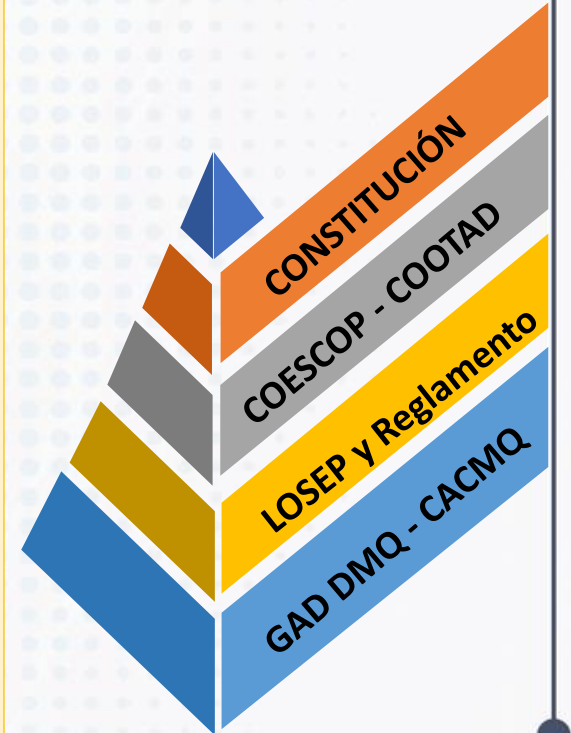 CONSTITUCIÓN
COESCOP - COOTAD
LOSEP y Reglamento
GAD DMQ - CACMQ